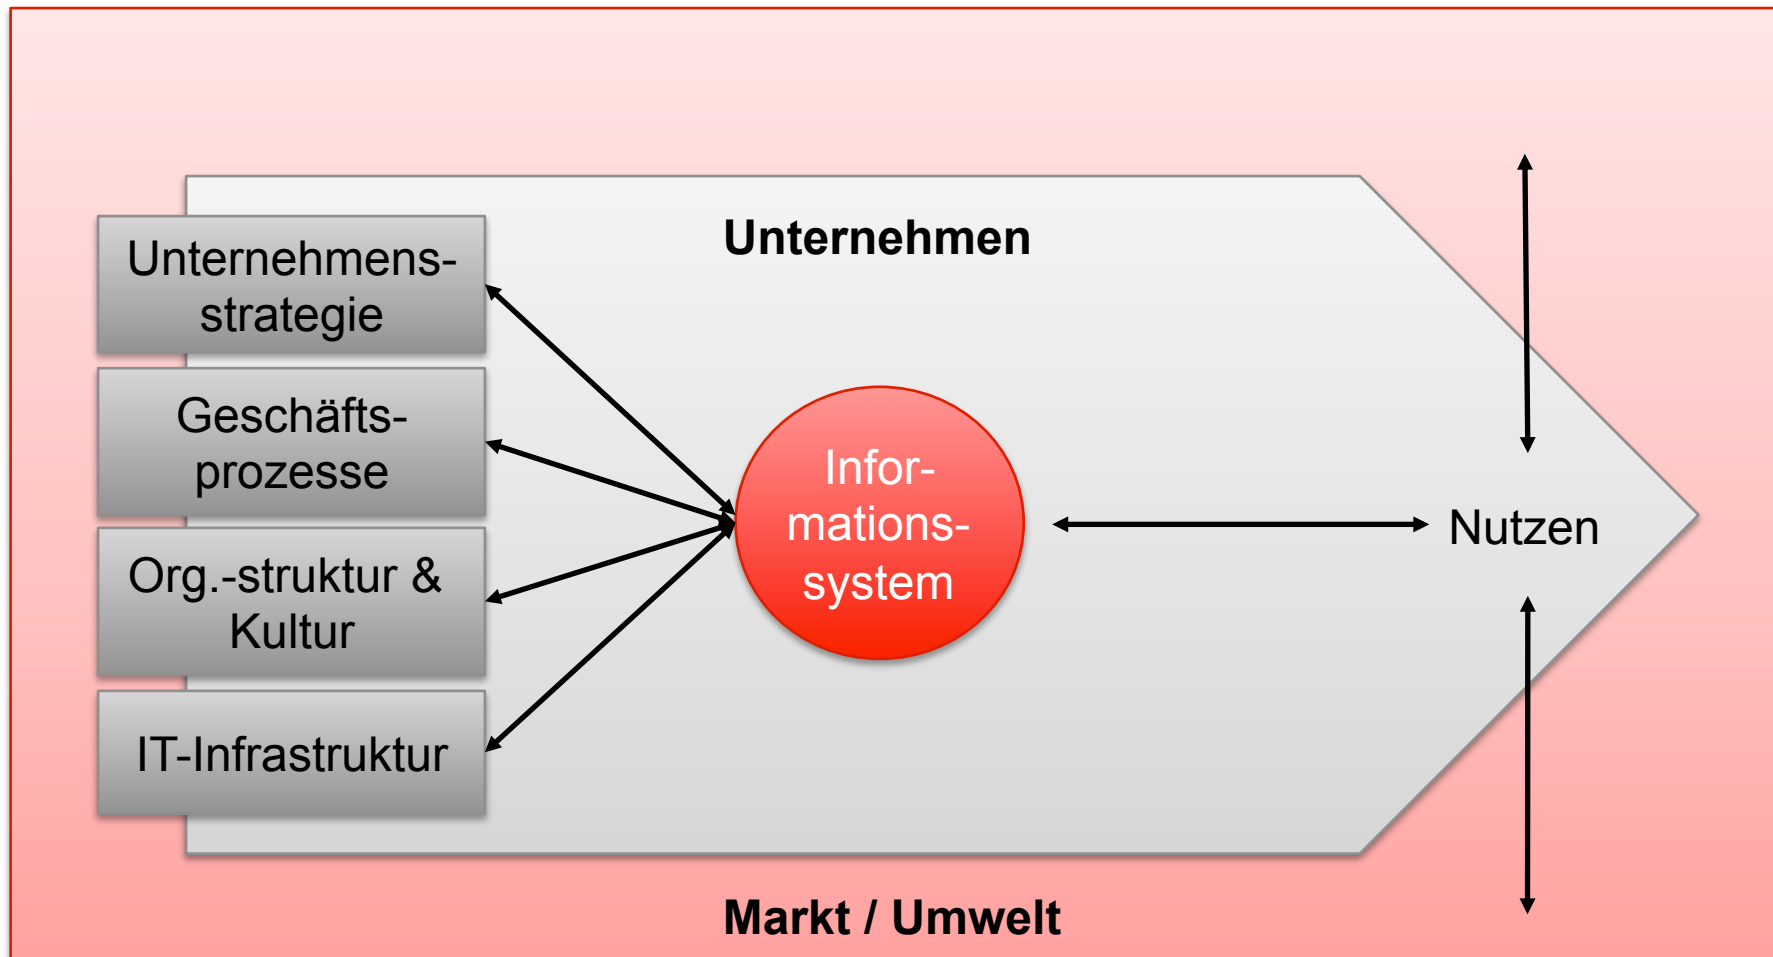 Unternehmen
Unternehmens-
strategie
Geschäfts-
prozesse
Org.-struktur &
Kultur
IT-Infrastruktur
Infor-
mations-
system
Nutzen
Markt / Umwelt